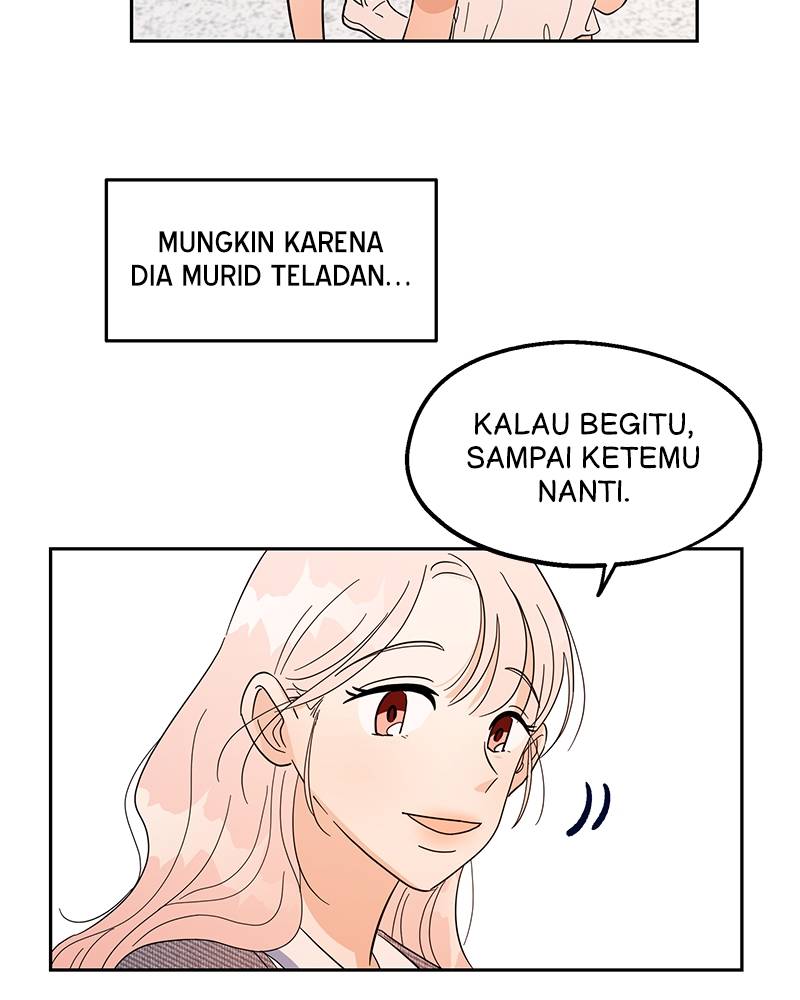 MUNGKIN KARENA
DIA MURID TELADAN...
KALAU BEGITU,
SAMPAI KETEMU
NANTI.